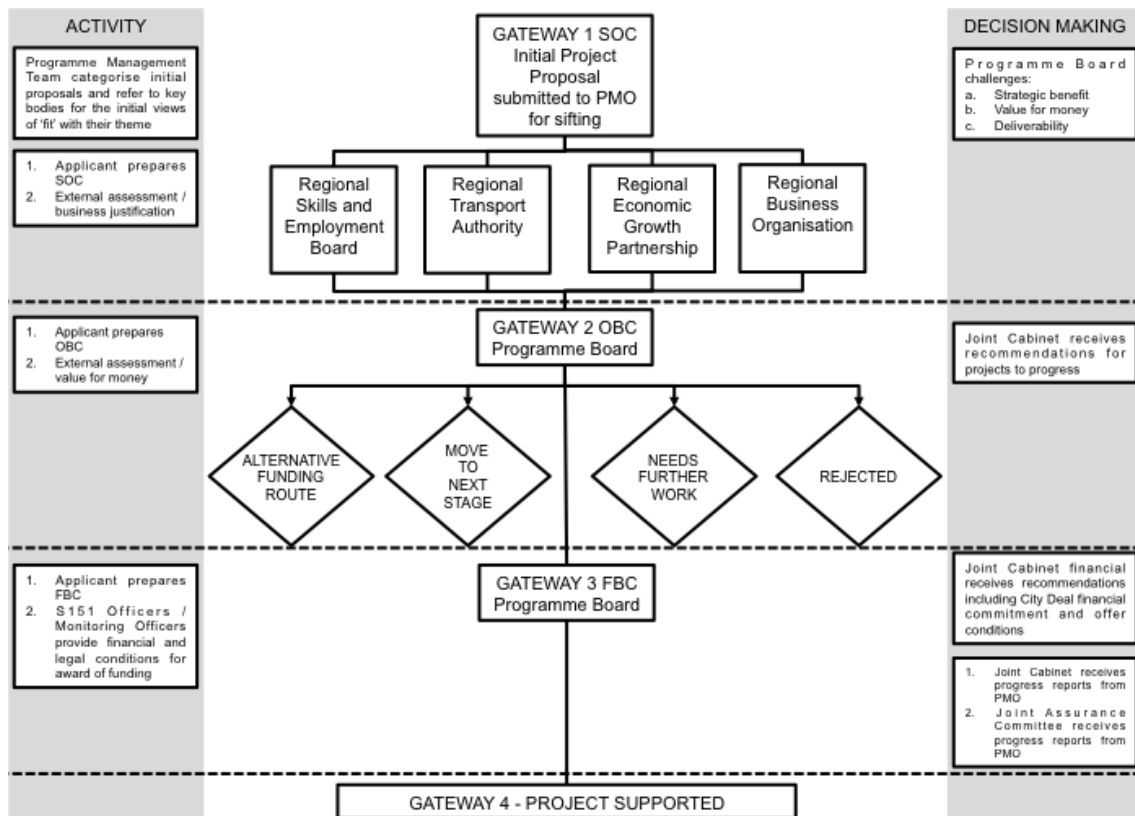 ACTIVITY
Programme Management
Team categorise initial
proposals and refer to key
bodies for the initial views
of 'fit' with their theme
1. Applicant prepares
SOC
2. External assessment /
business justification
GATEWAY 1 SOC
Initial Project
Proposal
submitted to PMO
for sifting
DECISION MAKING
Programme Board
challenges:
a. Strategic benefit
b. Value for money
c. Deliverability
Regional
Skills and
Employment
Board
Regional
Transport
Authority
Regional
Economic
Growth
Partnership
Regional
Business
Organisation
1. Applicant prepares
OBC
2. External assessment /
value for money
GATEWAY 2 OBC
Programme Board
Joint Cabinet receives
recommendations for
projects to progress
ALTERNATIVE
FUNDING
ROUTE
MOVE
TO
NEXT
STAGE
NEEDS
FURTHER
WORK
REJECTED
1. Applicant prepares
FBC
2. S151 Officers /
Monitoring Officers
provide financial and
legal conditions for
award of funding
GATEWAY 3 FBC
Programme Board
Joint Cabinet financial
receives recommendations
including City Deal financial
commitment and offer
conditions
1. Joint Cabinet receives
progress reports from
PMO
2. Joint Assurance
Committee receives
progress reports from
PMO
GATEWAY 4 - PROJECT SUPPORTED